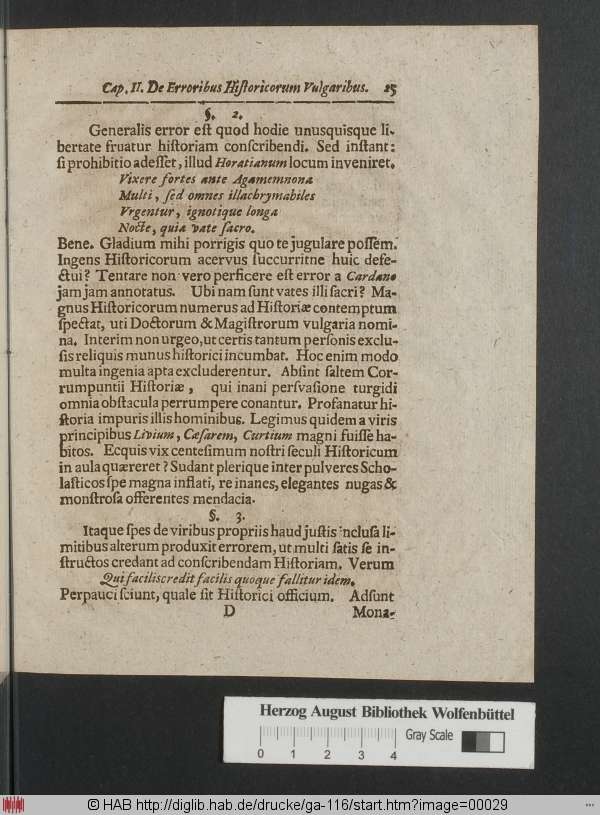 Cap. II. De Erroribus Hiſtoricorum Vulgaribus. 25
§. 2.
Generalis error eſt quod hodie unusquisque li-
bertate fruatur hiſtoriam conſcribendi. Sed inſtant:
ſi prohibitio adeſſet, illud Horatianum locum inveniret.
Vixere fortes ante Agamemnona
Multi, ſed omnes illachrymabiles
Vrgentur, ignotique longa
Nocte, quia vate ſacro.
Bene. Gladium mihi porrigis quo te jugulare poſſem.
Ingens Hiſtoricorum acervus ſuccurritne huic defe-
ctui? Tentare non vero perficere eſt error a Cardano
jam jam annotatus. Ubi nam ſunt vates illi ſacri? Ma-
gnus Hiſtoricorum numerus ad Hiſtoriæ contemptum
ſpectat, uti Doctorum & Magiſtrorum vulgaria nomi-
na. Interim non urgeo, ut certis tantum perſonis exclu-
ſis reliquis munus hiſtorici incumbat. Hoc enim modo
multa ingenia apta excluderentur. Abſint ſaltem Cor-
rumpuntii Hiſtoriæ, qui inani perſvaſione turgidi
omnia obſtacula perrumpere conantur. Profanatur hi-
ſtoria impuris illis hominibus. Legimus quidem a viris
principibus Livium, Cæſarem, Curtium magni fuiſſe ha-
bitos. Ecquis vix centeſimum noſtri ſeculi Hiſtoricum
in aula quæreret? Sudant plerique inter pulveres Scho-
laſticos ſpe magna inflati, re inanes, elegantes nugas &
monſtroſa offerentes mendacia.
§. 3.
Itaque ſpes de viribus propriis haud juſtis incluſa li-
mitibus alterum produxit errorem, ut multi ſatis ſe in-
ſtructos credant ad conſcribendam Hiſtoriam. Verum
Qui facilis credit facilis quoque fallitur idem.
Perpauci ſciunt, quale ſit Hiſtorici officium. Adſunt
D Mona-
Herzog August Bibliothek Wolfenbüttel
Gray Scale
0 1 2 3 4
© HAB http://diglib.hab.de/drucke/ga-116/start.htm?image=00029